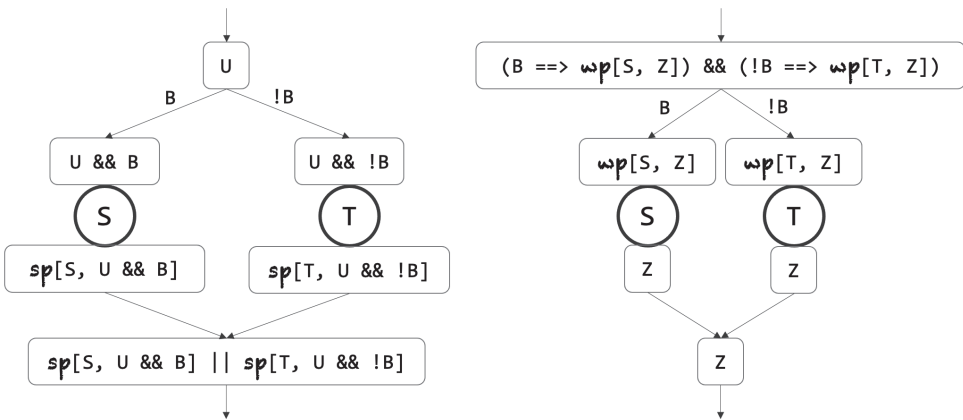 U
B !B
U && B
U && !B
S
T
sp[S, U && B]
sp[T, U && !B]
sp[S, U && B] || sp[T, U && !B]
(B ==> wp[S, Z]) && (!B ==> wp[T, Z])
B !B
wp[S, Z]
wp[T, Z]
S
T
Z
Z
Z